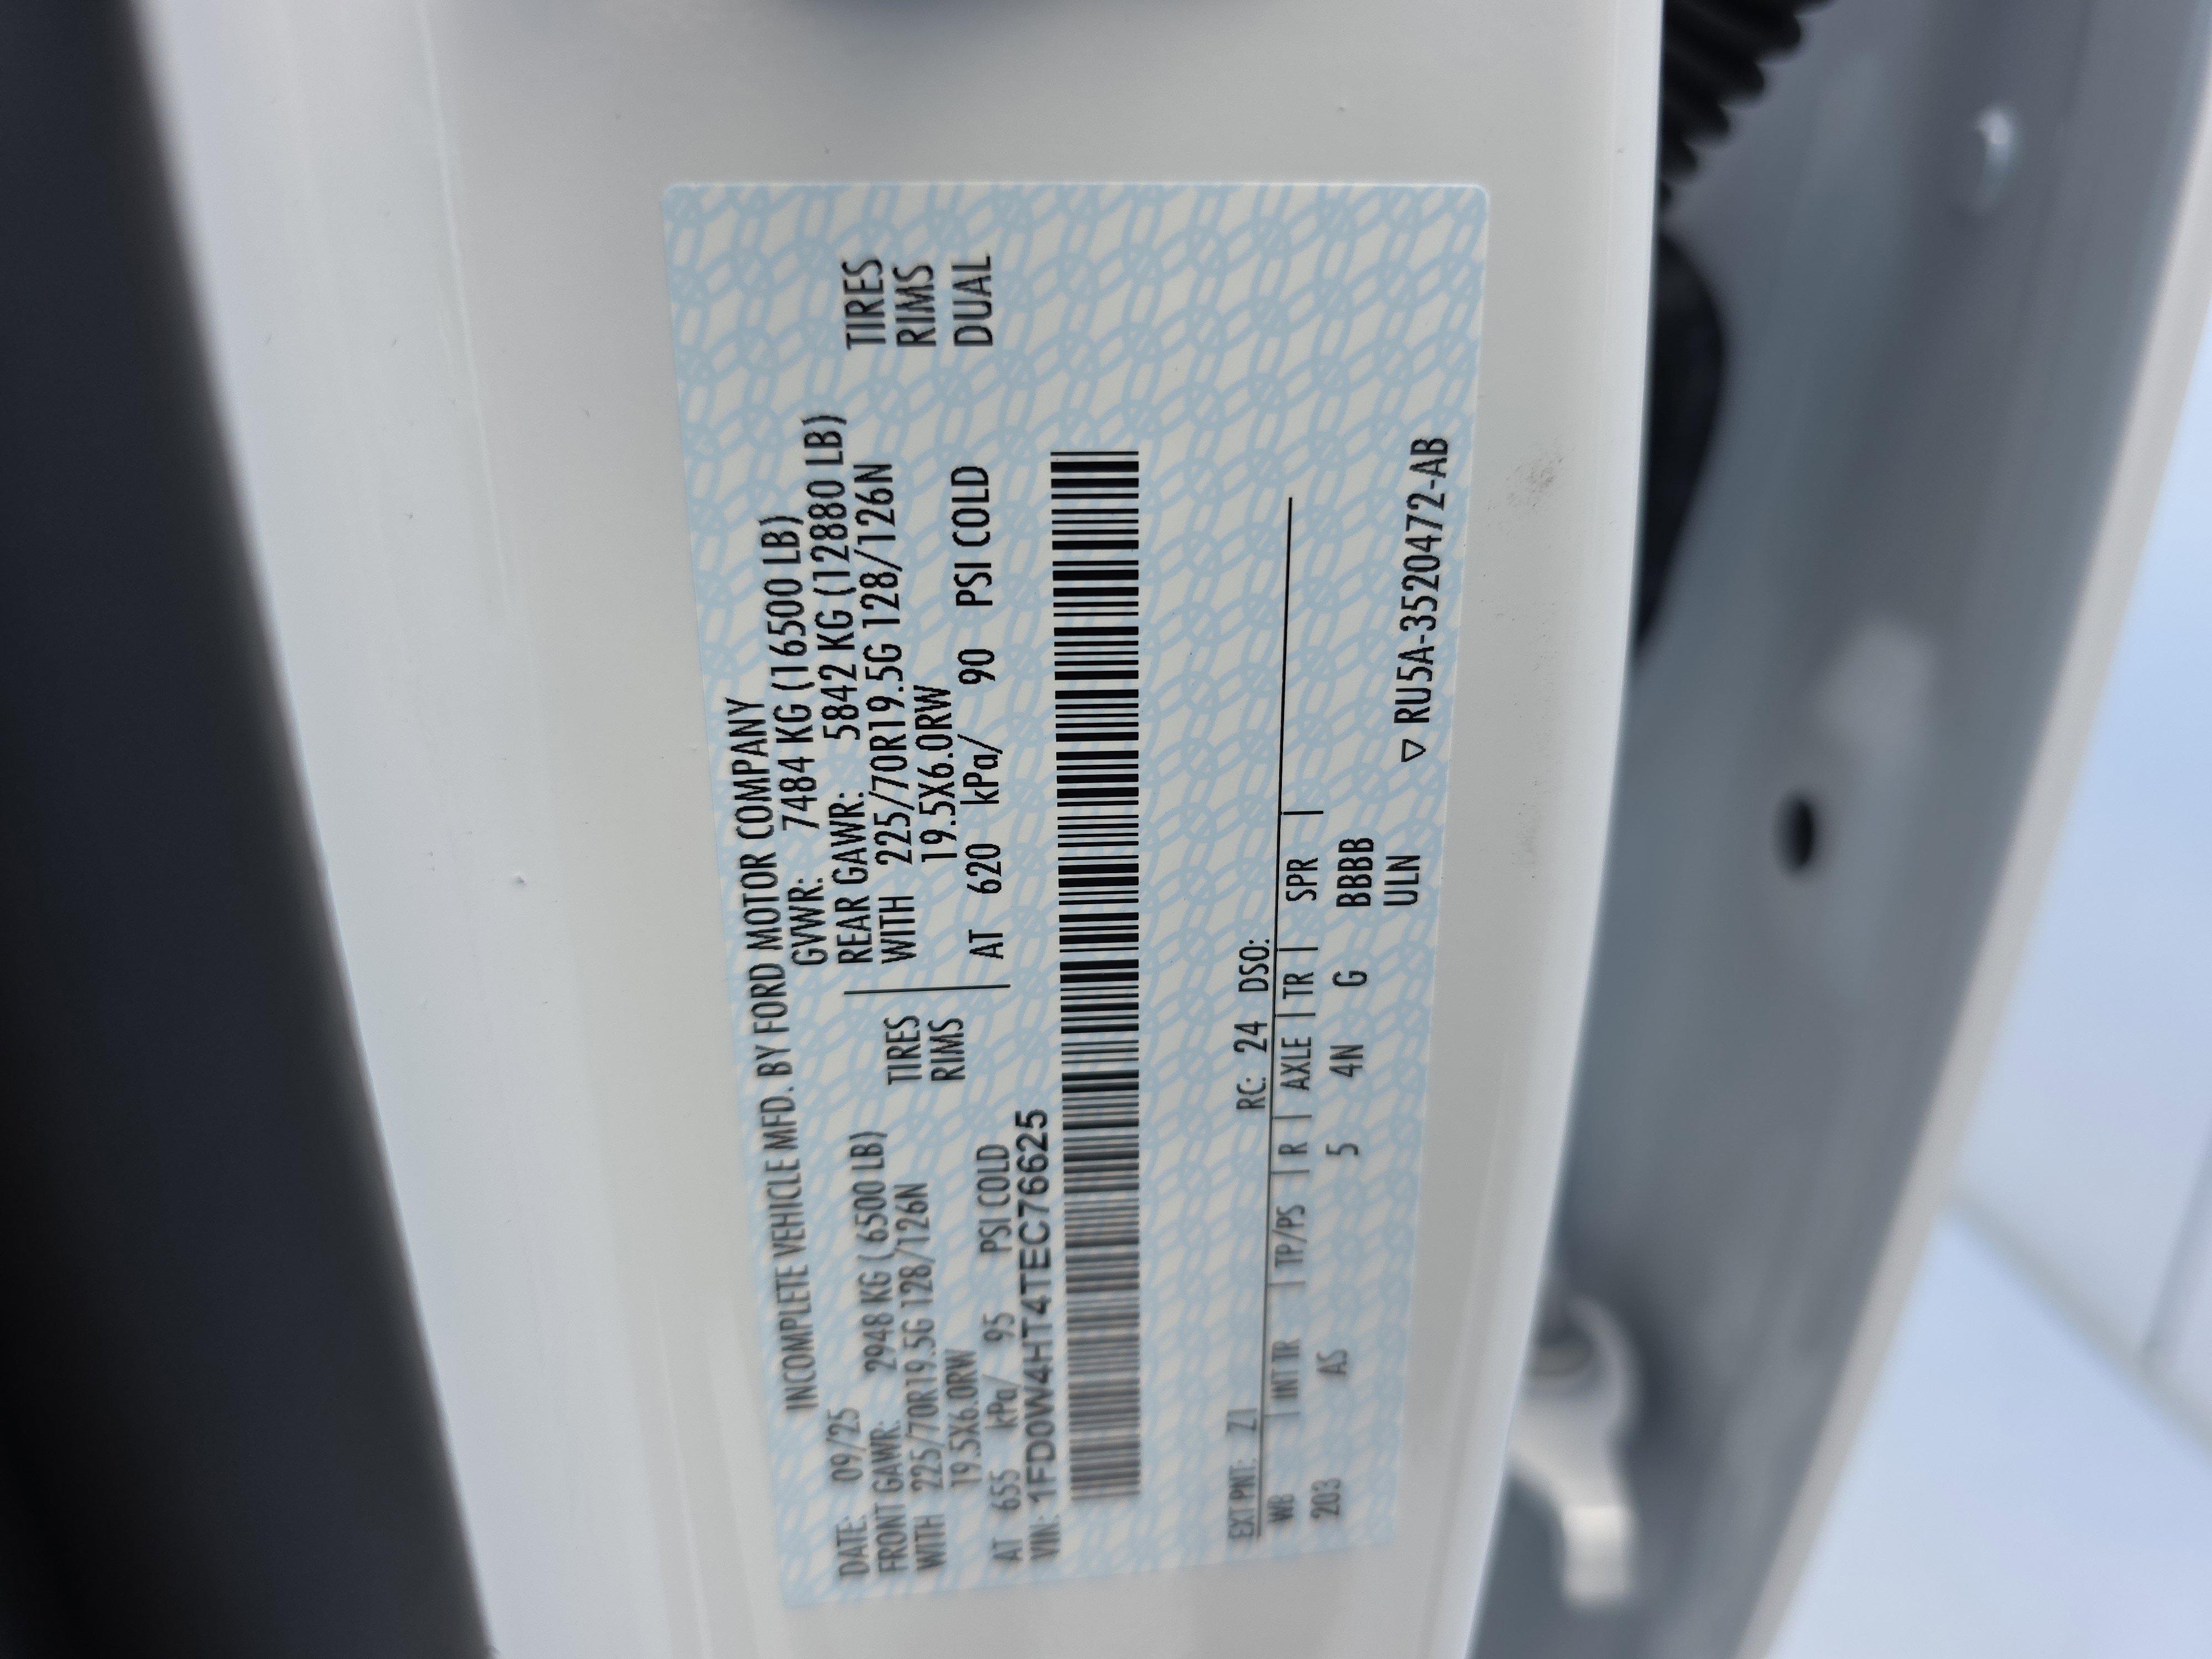 INCOMPLETE VEHICLE MFD. BY FORD MOTOR COMPANY
DATE: 09/25 GVWR: 7484 KG (16500 LB)
FRONT GAWR: 2948 KG ( 6500 LB) REAR GAWR: 5842 KG (12880 LB)
WITH 225/70R19.5G 128/126N TIRES WITH 225/70R19.5G 128/126N TIRES
19.5X6.0RW RIMS 19.5X6.0RW RIMS
AT 655 kPa/ 95 PSI COLD AT 620 kPa/ 90 PSI COLD DUAL
VIN: 1FD0W4HT4TEC76625
EXT PNT: Z1 RC: 24 DSO:
WB | INT TR | TP/PS | R | AXLE | TR | SPR |
203 AS 5 4N G BBBB
ULN
▽ RU5A-3520472-AB